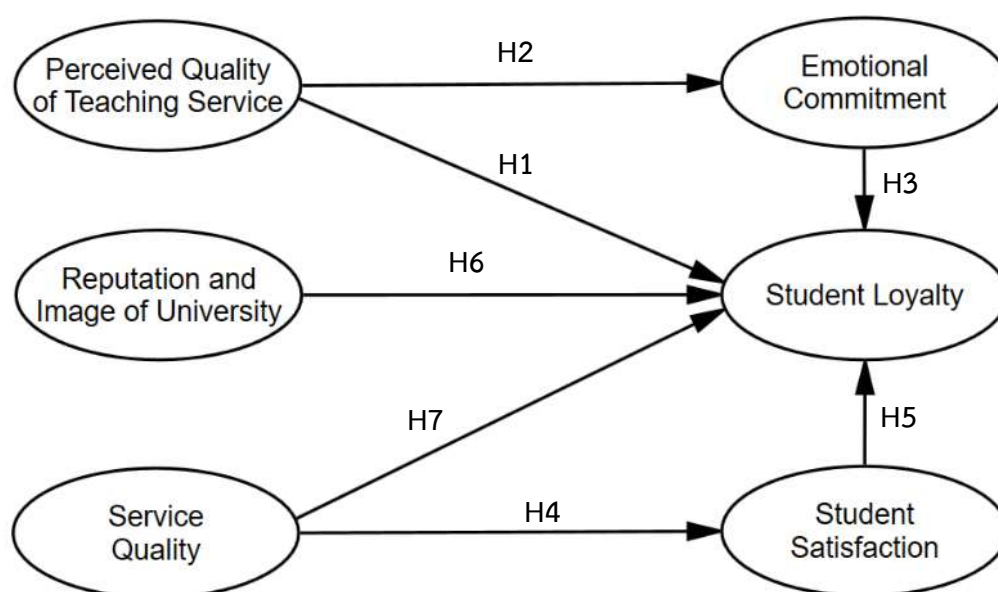 Perceived Quality
of Teaching Service
H2
Emotional
Commitment
H1
H3
Reputation and
Image of University
H6
Student Loyalty
H7
H5
Service
Quality
H4
Student
Satisfaction